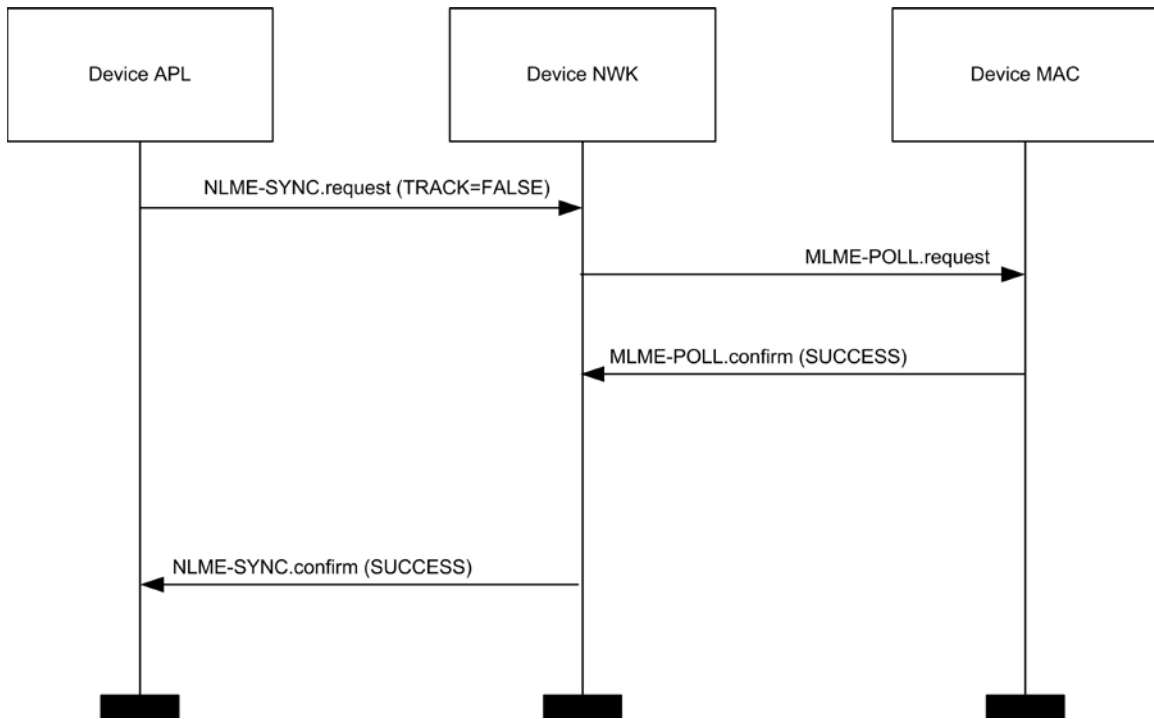 Device APL
Device NWK
Device MAC
NLME-SYNC.request (TRACK=FALSE)
MLME-POLL.request
MLME-POLL.confirm (SUCCESS)
NLME-SYNC.confirm (SUCCESS)